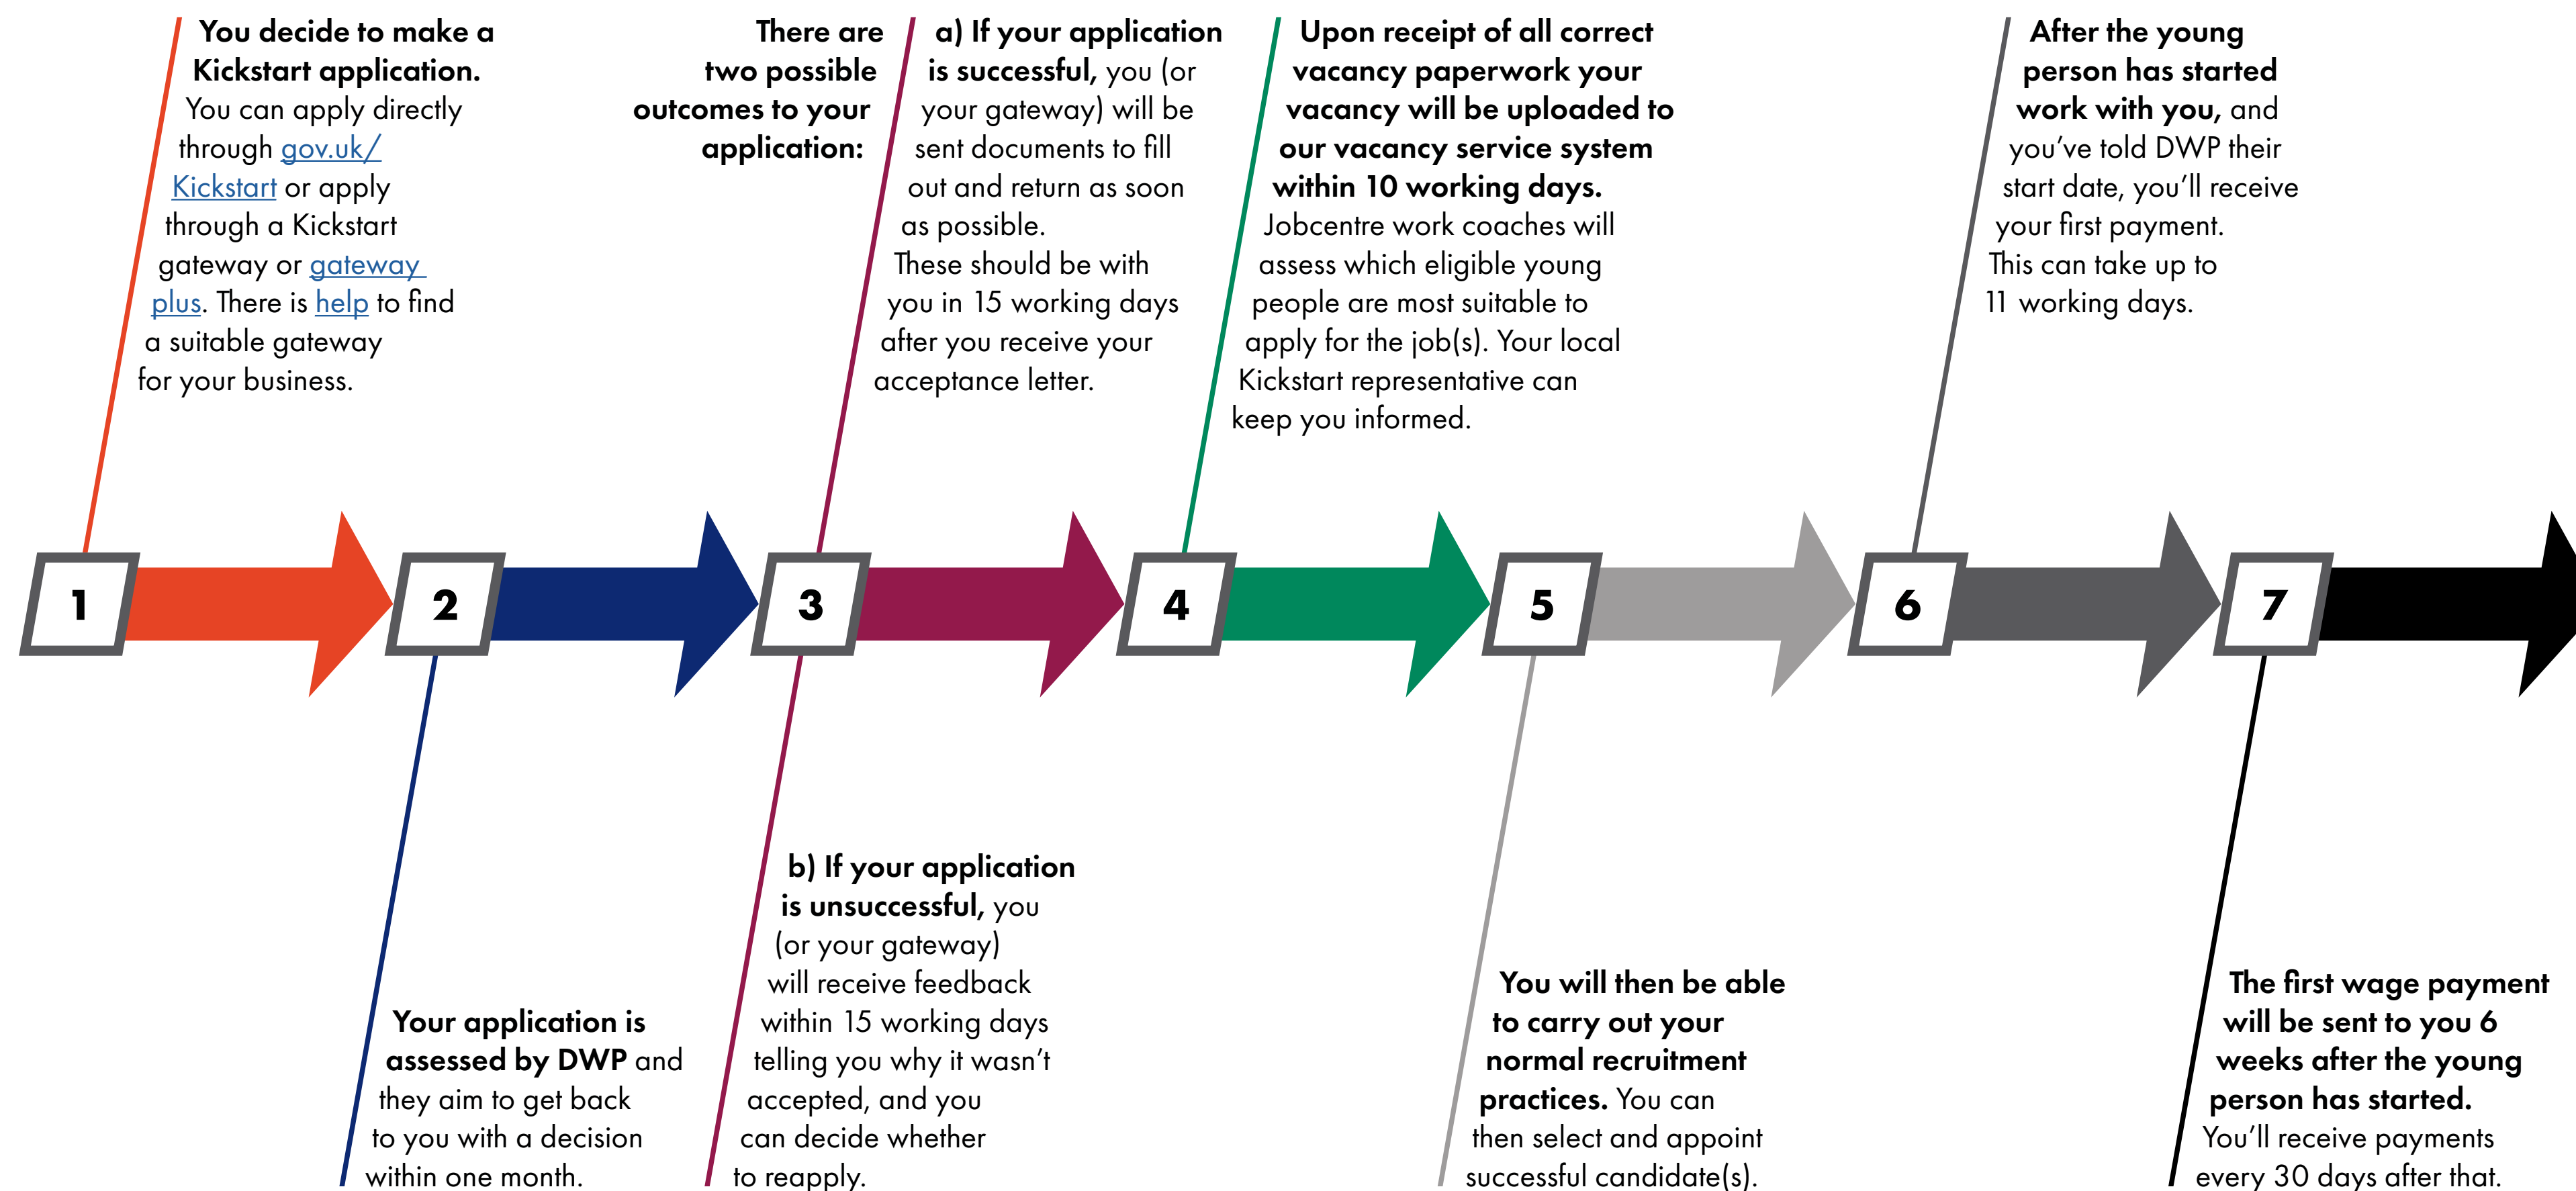 You decide to make a
Kickstart application.
You can apply directly
through gov.uk/
Kickstart or apply
through a Kickstart
gateway or gateway
plus. There is help to find
a suitable gateway
for your business.
There are
two possible
outcomes to your
application:
a) If your application
is successful, you (or
your gateway) will be
sent documents to fill
out and return as soon
as possible.
These should be with
you in 15 working days
after you receive your
acceptance letter.
Upon receipt of all correct
vacancy paperwork your
vacancy will be uploaded to
our vacancy service system
within 10 working days.
Jobcentre work coaches will
assess which eligible young
people are most suitable to
apply for the job(s). Your local
Kickstart representative can
keep you informed.
After the young
person has started
work with you, and
you’ve told DWP their
start date, you’ll receive
your first payment.
This can take up to
11 working days.
1
2
3
4
5
6
7
Your application is
assessed by DWP and
they aim to get back
to you with a decision
within one month.
b) If your application
is unsuccessful, you
(or your gateway)
will receive feedback
within 15 working days
telling you why it wasn’t
accepted, and you
can decide whether
to reapply.
You will then be able
to carry out your
normal recruitment
practices. You can
then select and appoint
successful candidate(s).
The first wage payment
will be sent to you 6
weeks after the young
person has started.
You’ll receive payments
every 30 days after that.